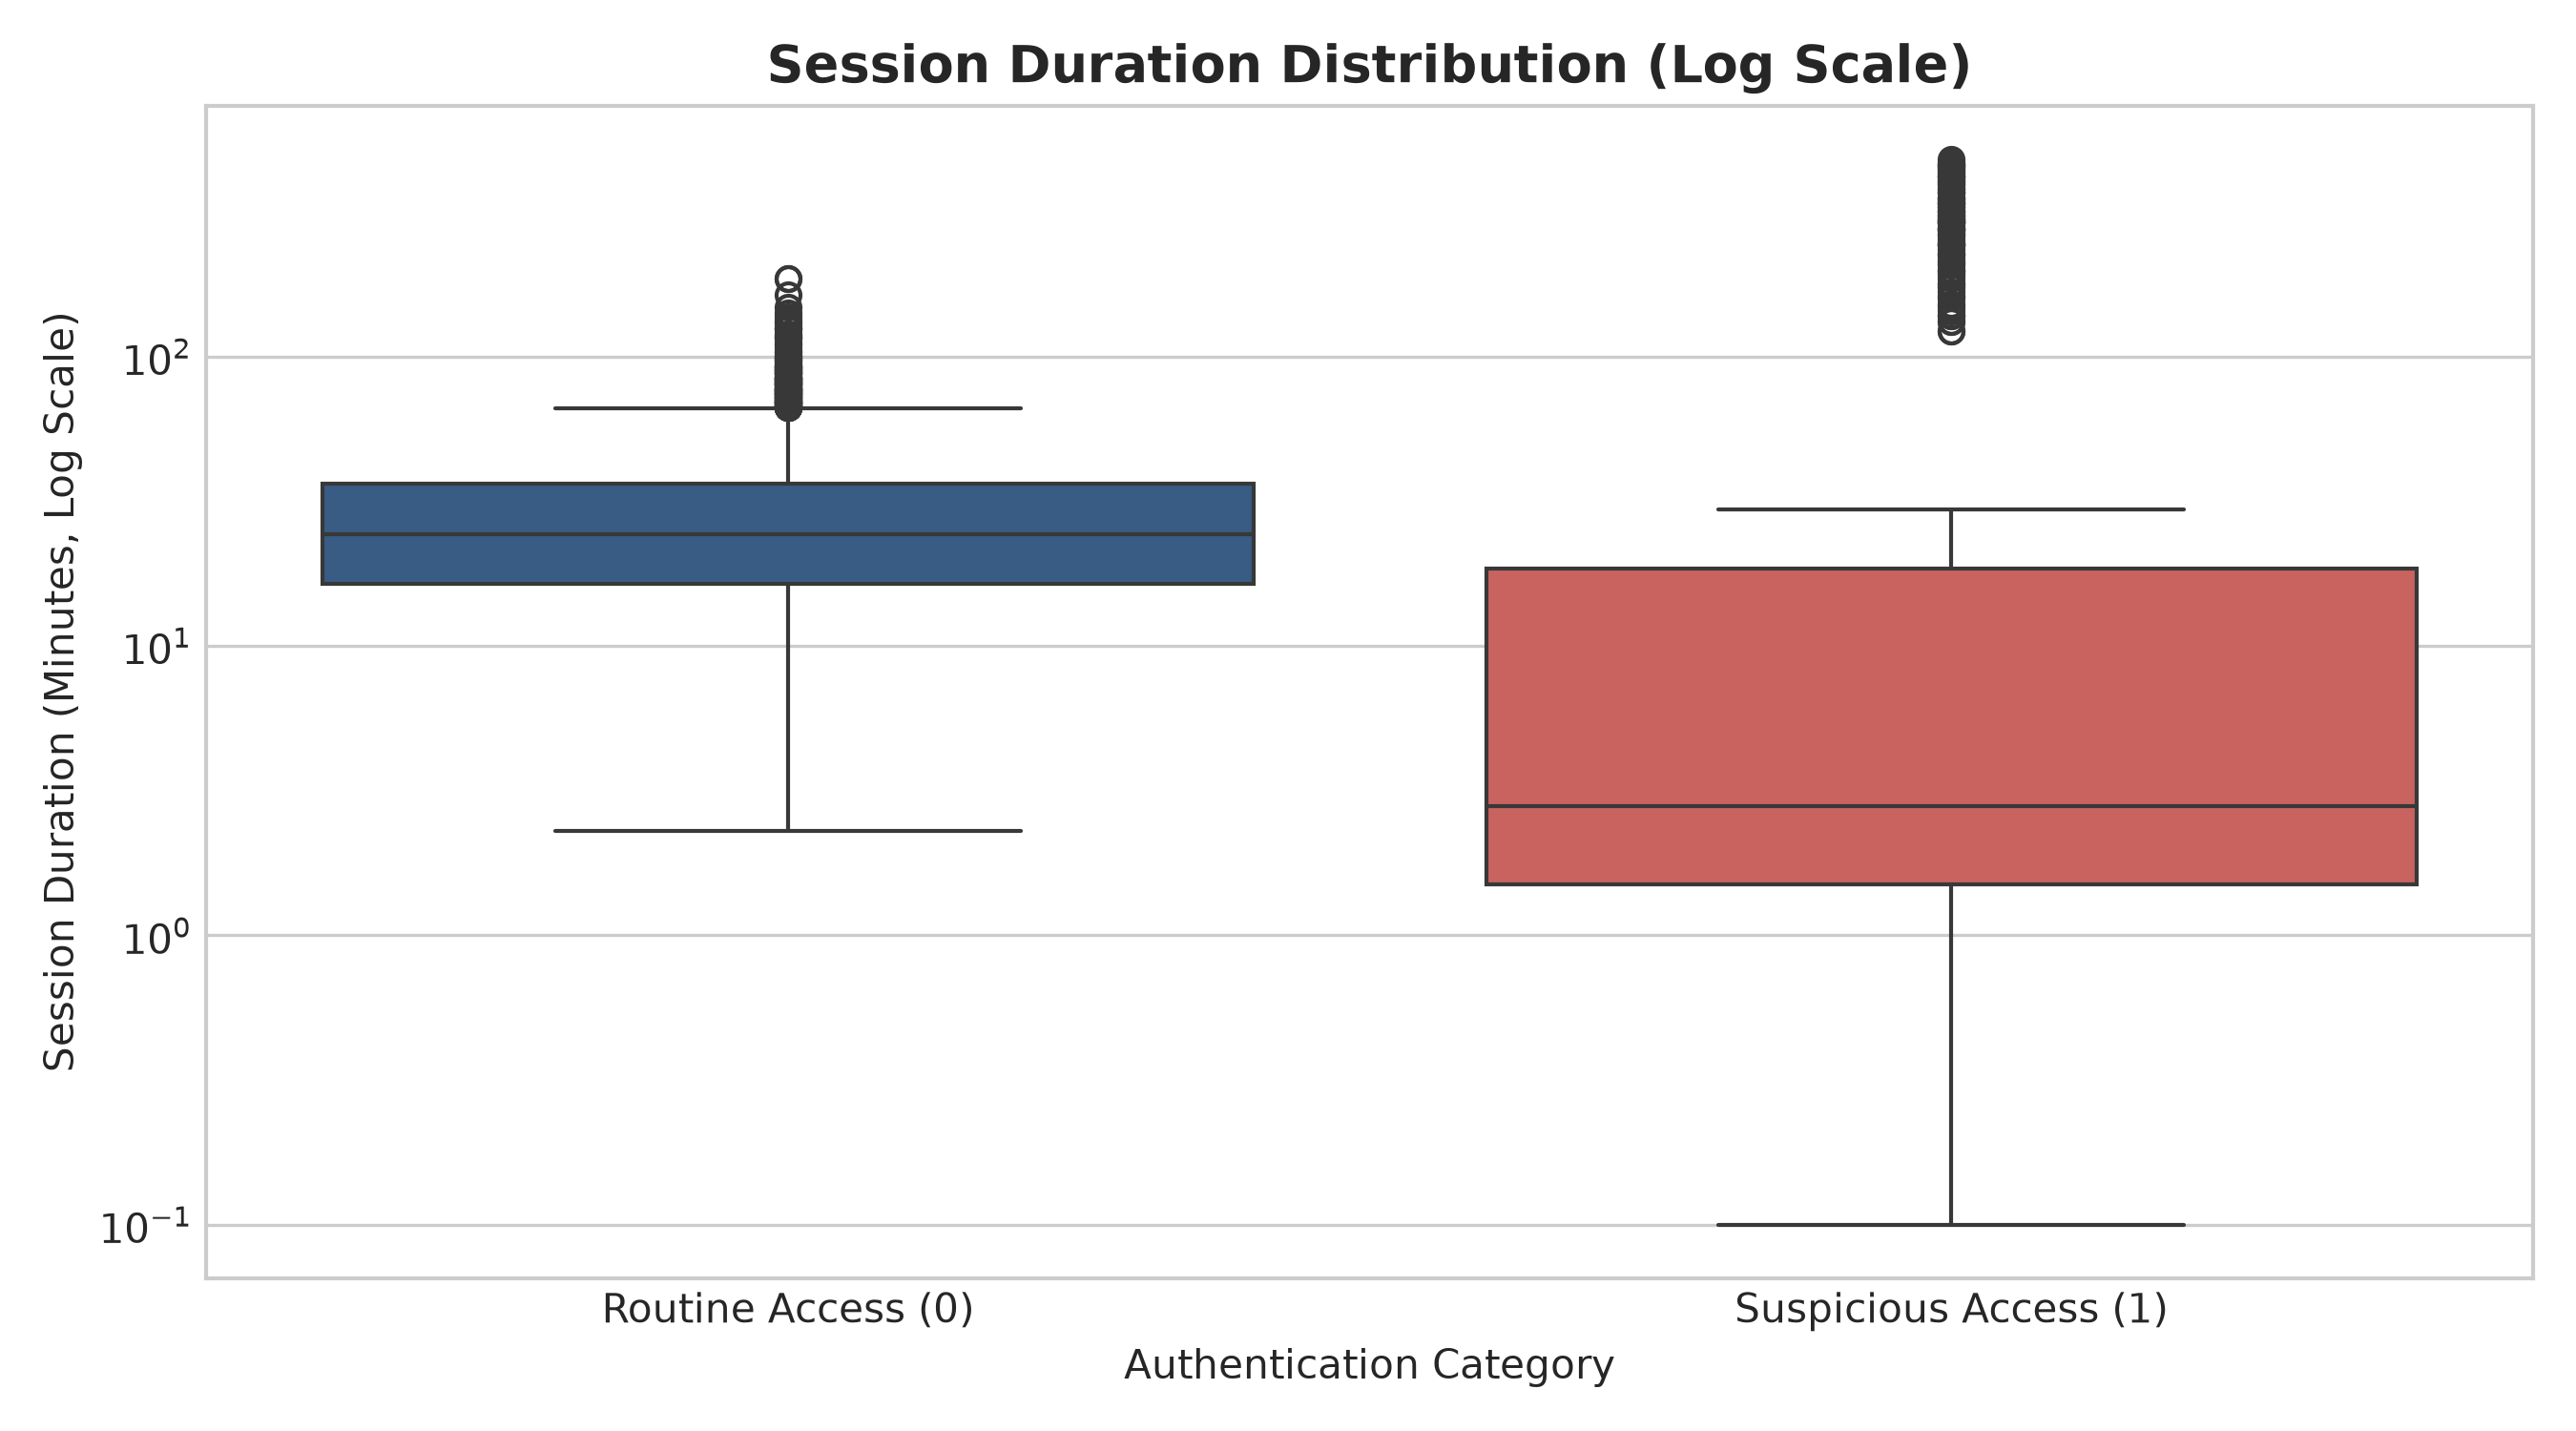 Session Duration Distribution (Log Scale)
Session Duration (Minutes, Log Scale)
10²
10¹
10⁰
10⁻¹
Routine Access (0)
Suspicious Access (1)
Authentication Category